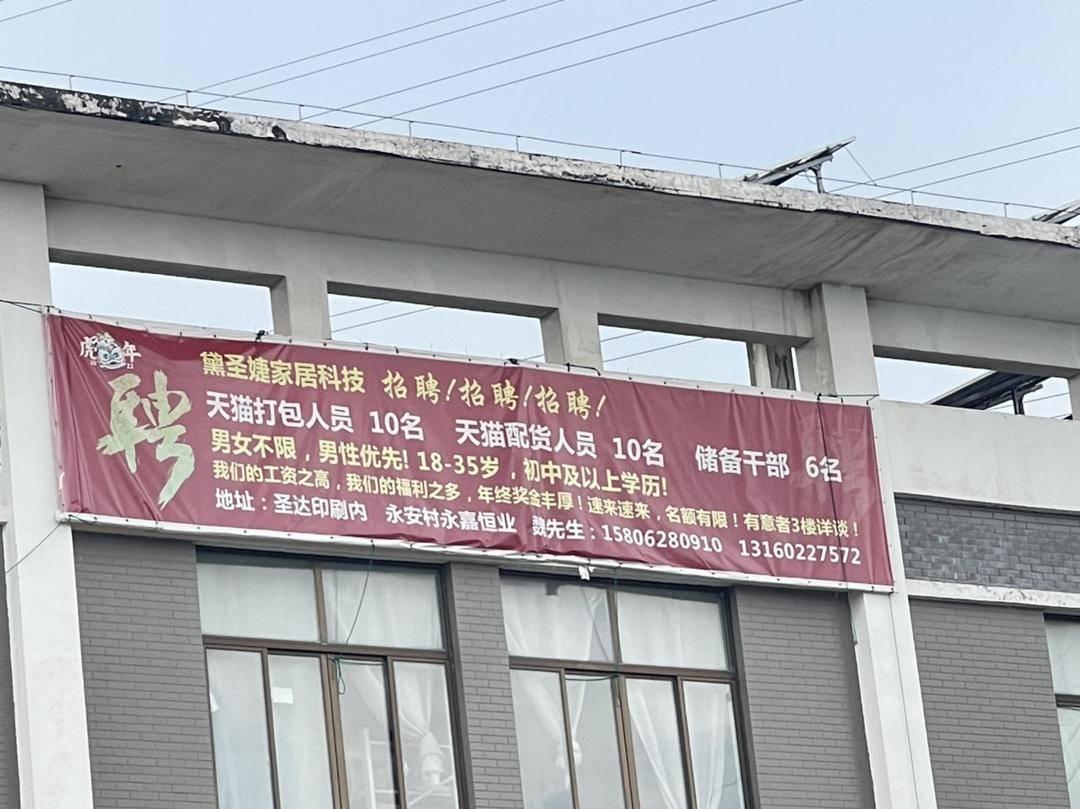 虎年
2022
聘
黛圣婕家居科技 招聘!招聘!招聘!
天猫打包人员 10名 天猫配货人员 10名 储备干部 6名
男女不限，男性优先! 18-35岁，初中及以上学历!
我们的工资之高，我们的福利之多，年终奖金丰厚！速来速来，名额有限！有意者3楼详谈！
地址：圣达印刷内 永安村永嘉恒业 魏先生：15806280910 13160227572